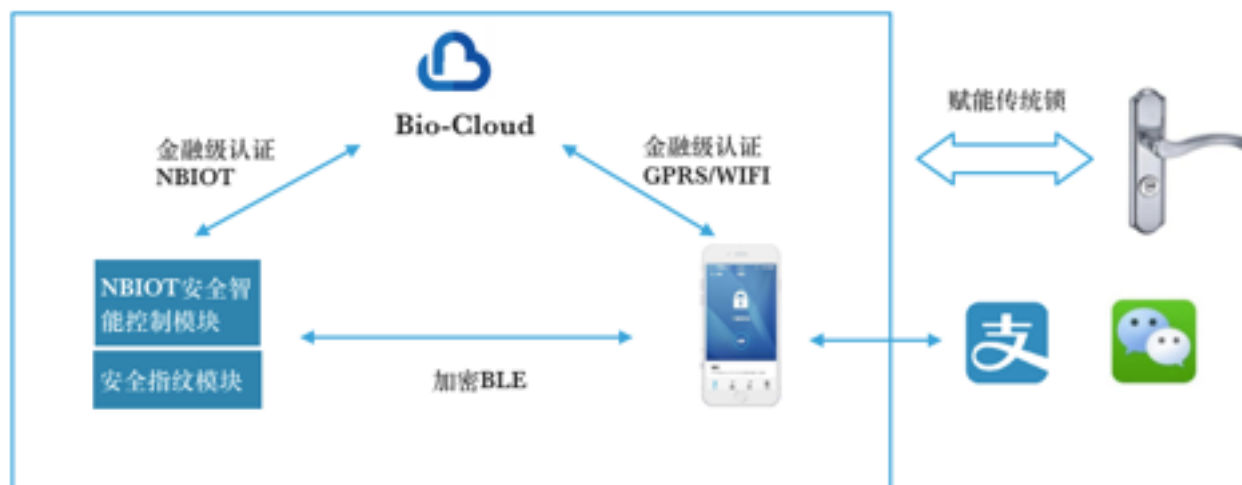 Bio-Cloud
金融级认证
NBIOT
金融级认证
GPRS/WIFI
赋能传统锁
NBIOT安全智
能控制模块
安全指纹模块
加密BLE
支